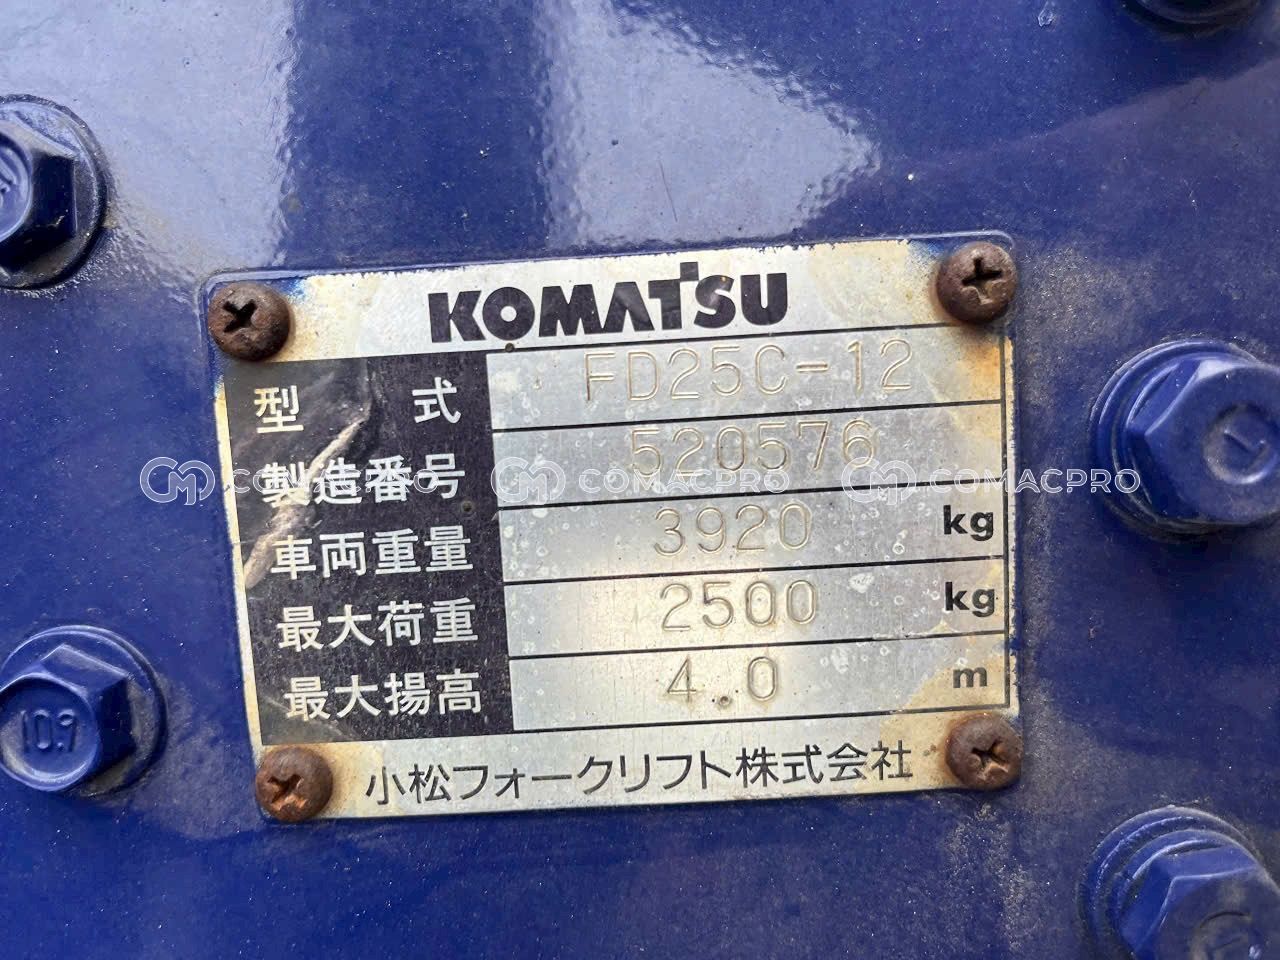 KOMATSU
型式 FD25C-12
製造番号 520576
車両重量 3920 kg
最大荷重 2500 kg
最大揚高 4.0 m
小松フォークリフト株式会社
COMACPRO COMACPRO COMACPRO
10.9